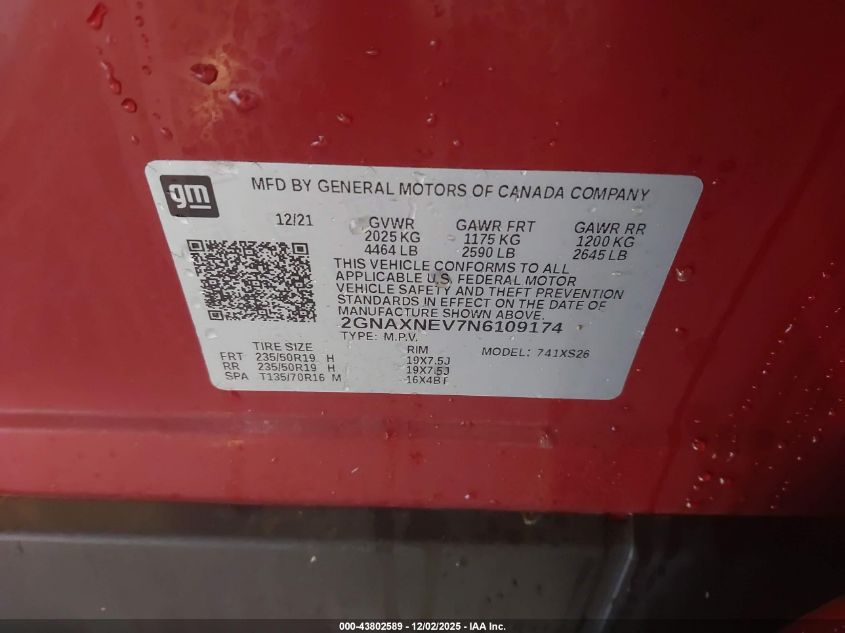 gm
MFD BY GENERAL MOTORS OF CANADA COMPANY
12/21 GVWR GAWR FRT GAWR RR
2025 KG 1175 KG 1200 KG
4464 LB 2590 LB 2645 LB
THIS VEHICLE CONFORMS TO ALL
APPLICABLE U.S. FEDERAL MOTOR
VEHICLE SAFETY AND THEFT PREVENTION
STANDARDS IN EFFECT ON THE DATE OF
MANUFACTURE SHOWN ABOVE.
2GNAXNEV7N6109174
TYPE: M.P.V. MODEL: 741XS26
TIRE SIZE RIM
FRT 235/50R19 H 19X7.5J
RR 235/50R19 H 19X7.5J
SPA T135/70R16 M 16X4BT
000-43802589 - 12/02/2025 - IAA Inc.